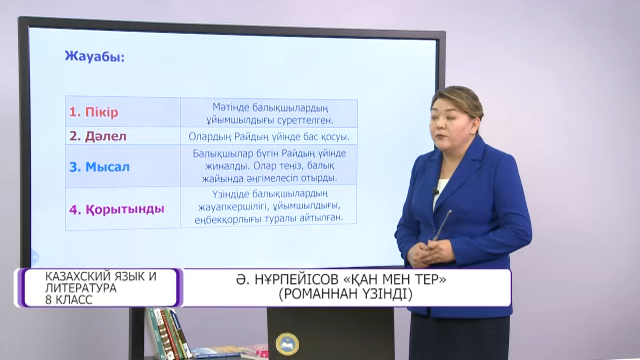 Жауабы:
1. Пікір
Мәтінде балықшылардың
ұйымшылдығы суреттелген.
2. Дәлел
Олардың Райдың үйінде бас қосуы.
3. Мысал
Балықшылар бүгін Райдың үйінде
жиналды. Олар теңіз, балық
жайында әңгімелесіп отырды.
4. Қорытынды
Үзіндіде балықшылардың
жауапкершілігі, ұйымшылдығы,
еңбекқорлығы туралы айтылған.
КАЗАХСКИЙ ЯЗЫК И
ЛИТЕРАТУРА
8 КЛАСС
Ә. НҰРПЕЙІСОВ «ҚАН МЕН ТЕР»
(РОМАННАН ҮЗІНДІ)